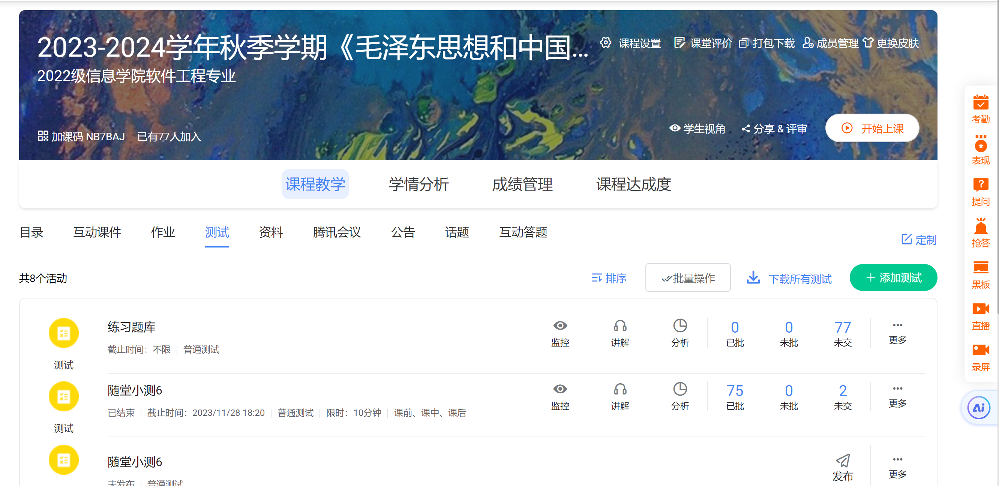 2023-2024学年秋季学期《毛泽东思想和中国...
课程设置 课堂评价 打包下载 成员管理 更换皮肤
2022级信息学院软件工程专业
加课码 NB7BAJ 已有77人加入
学生视角 分享 & 评审 开始上课
课程教学 学情分析 成绩管理 课程达成度
目录 互动课件 作业 测试 资料 腾讯会议 公告 话题 互动答题
定制
共8个活动
排序 批量操作 下载所有测试 + 添加测试
练习题库
截止时间：不限 | 普通测试
测试
监控 讲解 分析
0 已批
0 未批
77 未交
... 更多
随堂小测6
已结束 | 截止时间：2023/11/28 18:20 | 普通测试 | 限时：10分钟 | 课前、课中、课后
测试
监控 讲解 分析
75 已批
0 未批
2 未交
... 更多
随堂小测6
未发布 | 普通测试
发布
... 更多
考勤
表现
?
提问
抢答
黑板
直播
录屏
Ai